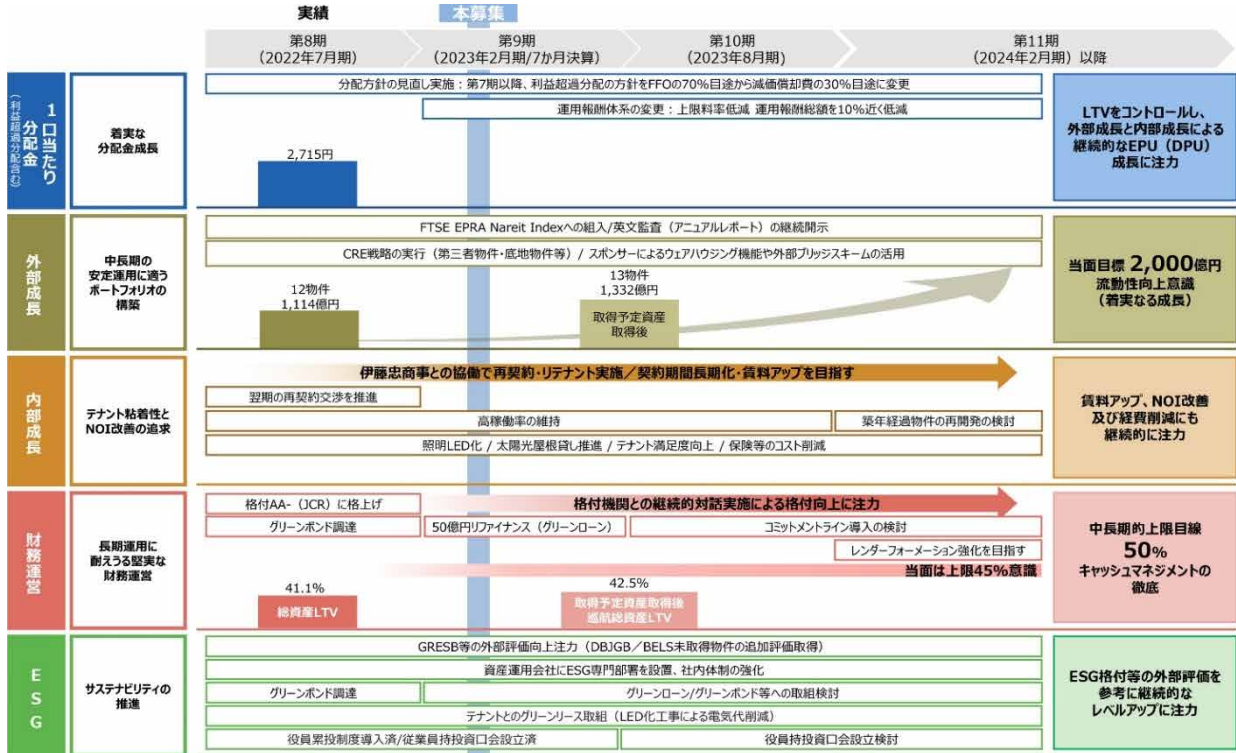 実績
本募集
第8期
（2022年7月期）
第9期
（2023年2月期/7か月決算）
第10期
（2023年8月期）
第11期
（2024年2月期）以降
1口当たり分配金
（利益超過分配含む）
着実な
分配金成長
分配方針の見直し実施：第7期以降、利益超過分配の方針をFFOの70%目途から減価償却費の30%目途に変更
運用報酬体系の変更：上限料率低減 運用報酬総額を10%近く低減
2,715円
LTVをコントロールし、
外部成長と内部成長による
継続的なEPU（DPU）
成長に注力
外部成長
中長期の
安定運用に適う
ポートフォリオの
構築
FTSE EPRA Nareit Indexへの組入/英文監査（アニュアルレポート）の継続開示
CRE戦略の実行（第三者物件・底地物件等）/ スポンサーによるウェアハウジング機能や外部ブリッジスキームの活用
12物件
1,114億円
13物件
1,332億円
取得予定資産
取得後
当面目標 2,000億円
流動性向上意識
（着実なる成長）
内部成長
テナント粘着性と
NOI改善の追求
伊藤忠商事との協働で再契約・リテナント実施／契約期間長期化・賃料アップを目指す
翌期の再契約交渉を推進
高稼働率の維持
築年経過物件の再開発の検討
照明LED化 / 太陽光屋根貸し推進 / テナント満足度向上 / 保険等のコスト削減
賃料アップ、NOI改善
及び経費削減にも
継続的に注力
財務運営
長期運用に
耐えうる堅実な
財務運営
格付AA-（JCR）に格上げ
格付機関との継続的対話実施による格付向上に注力
グリーンボンド調達
50億円リファイナンス（グリーンローン）
コミットメントライン導入の検討
レンダーフォーメーション強化を目指す
当面は上限45%意識
41.1%
総資産LTV
42.5%
取得予定資産取得後
巡航総資産LTV
中長期的上限目線
50%
キャッシュマネジメントの
徹底
ESG
サステナビリティの
推進
GRESB等の外部評価向上注力（DBJGB／BELS未取得物件の追加評価取得）
資産運用会社にESG専門部署を設置、社内体制の強化
グリーンボンド調達
グリーンローン/グリーンボンド等への取組検討
テナントとのグリーンリース取組（LED化工事による電気代削減）
役員累投制度導入済/従業員持投資口会設立済
役員持投資口会設立検討
ESG格付等の外部評価を
参考に継続的な
レベルアップに注力